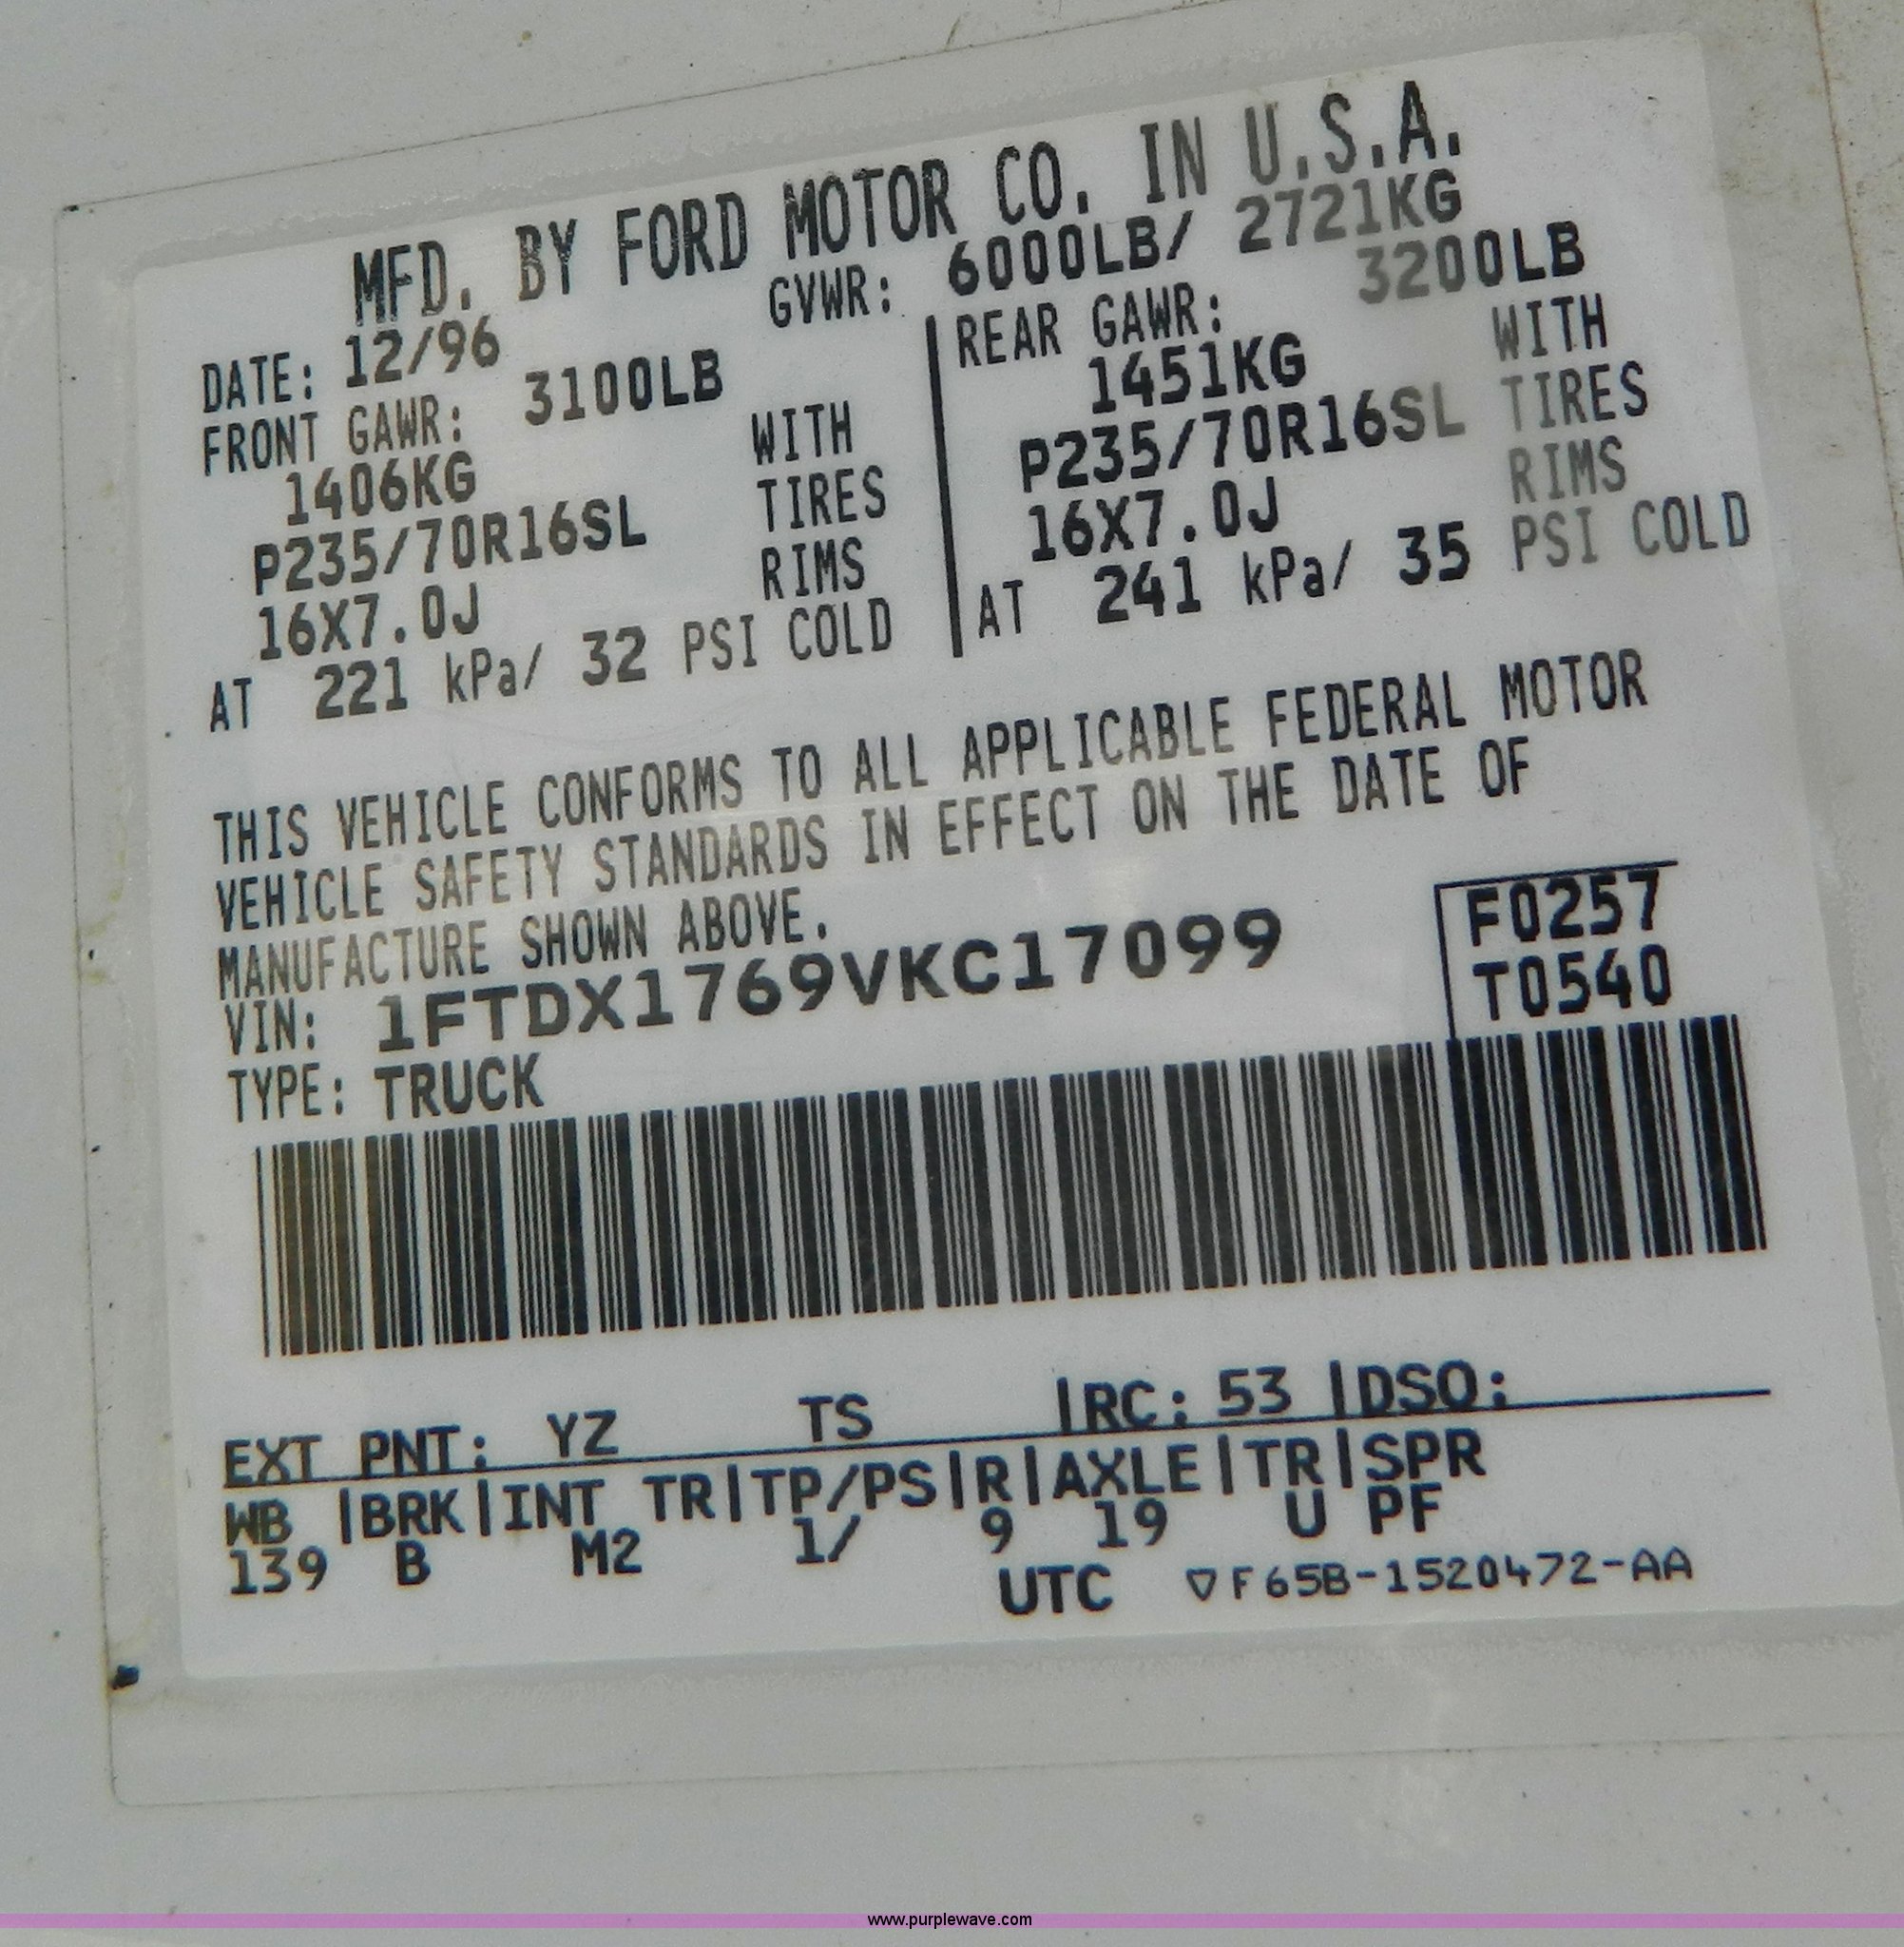 MFD. BY FORD MOTOR CO. IN U.S.A.
DATE: 12/96 GVWR: 6000LB/ 2721KG
FRONT GAWR: 3100LB
1406KG WITH
P235/70R16SL TIRES
16X7.0J RIMS
AT 221 kPa/ 32 PSI COLD
REAR GAWR: 3200LB
1451KG WITH
P235/70R16SL TIRES
16X7.0J RIMS
AT 241 kPa/ 35 PSI COLD
THIS VEHICLE CONFORMS TO ALL APPLICABLE FEDERAL MOTOR
VEHICLE SAFETY STANDARDS IN EFFECT ON THE DATE OF
MANUFACTURE SHOWN ABOVE.
VIN: 1FTDX1769VKC17099
TYPE: TRUCK
F0257
T0540
EXT PNT: YZ TS |RC: 53 |DSO:
WB |BRK|INT TR|TP/PS|R|AXLE|TR|SPR
139 B M2 1/ 9 19 U PF
UTC ▽F65B-1520472-AA
www.purplewave.com